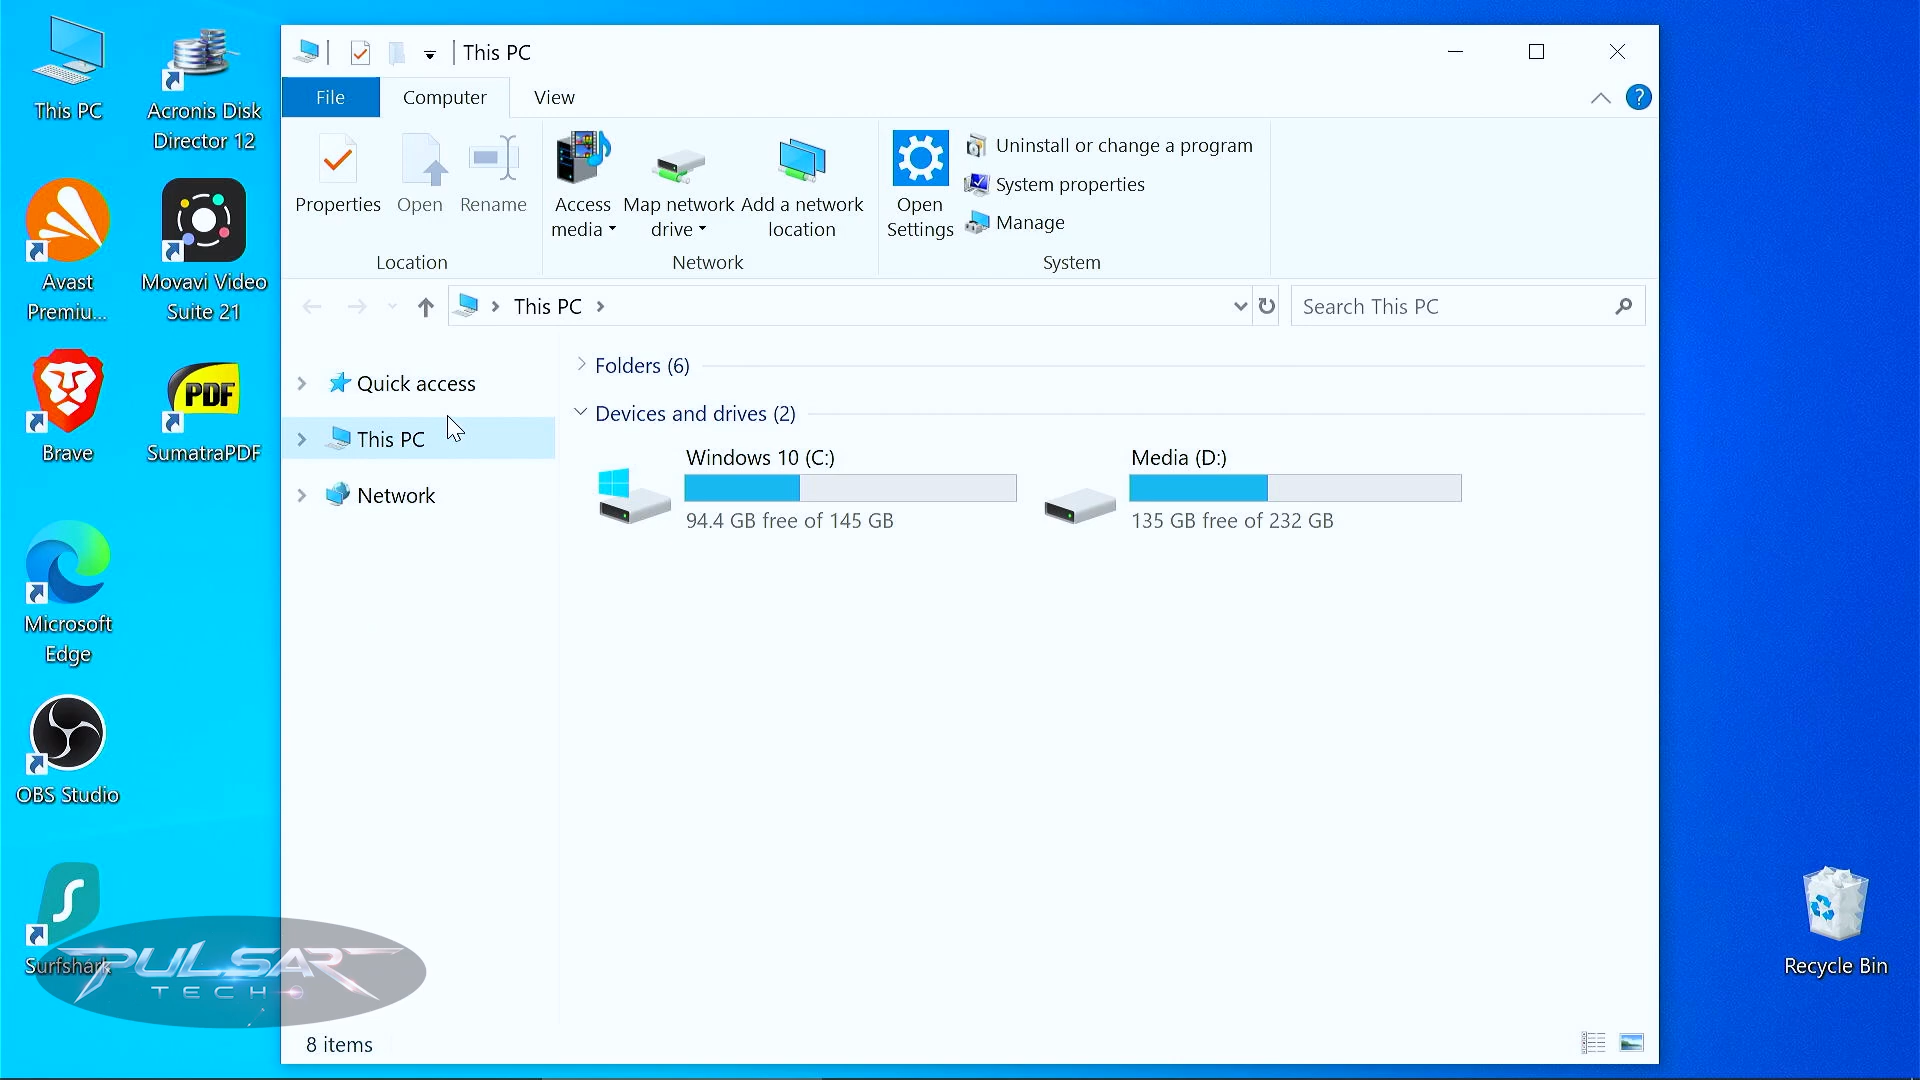 This PC
Acronis Disk
Director 12
Avast
Premiu...
Movavi Video
Suite 21
Brave
PDF
SumatraPDF
Microsoft
Edge
OBS Studio
Surfshark
PULSAR
TECH
This PC
File
Computer
View
?
Properties
Open
Rename
Location
Access
media
Map network
drive
Add a network
location
Network
Open
Settings
Uninstall or change a program
System properties
Manage
System
This PC
Search This PC
Quick access
This PC
Network
Folders (6)
Devices and drives (2)
Windows 10 (C:)
94.4 GB free of 145 GB
Media (D:)
135 GB free of 232 GB
8 items
Recycle Bin